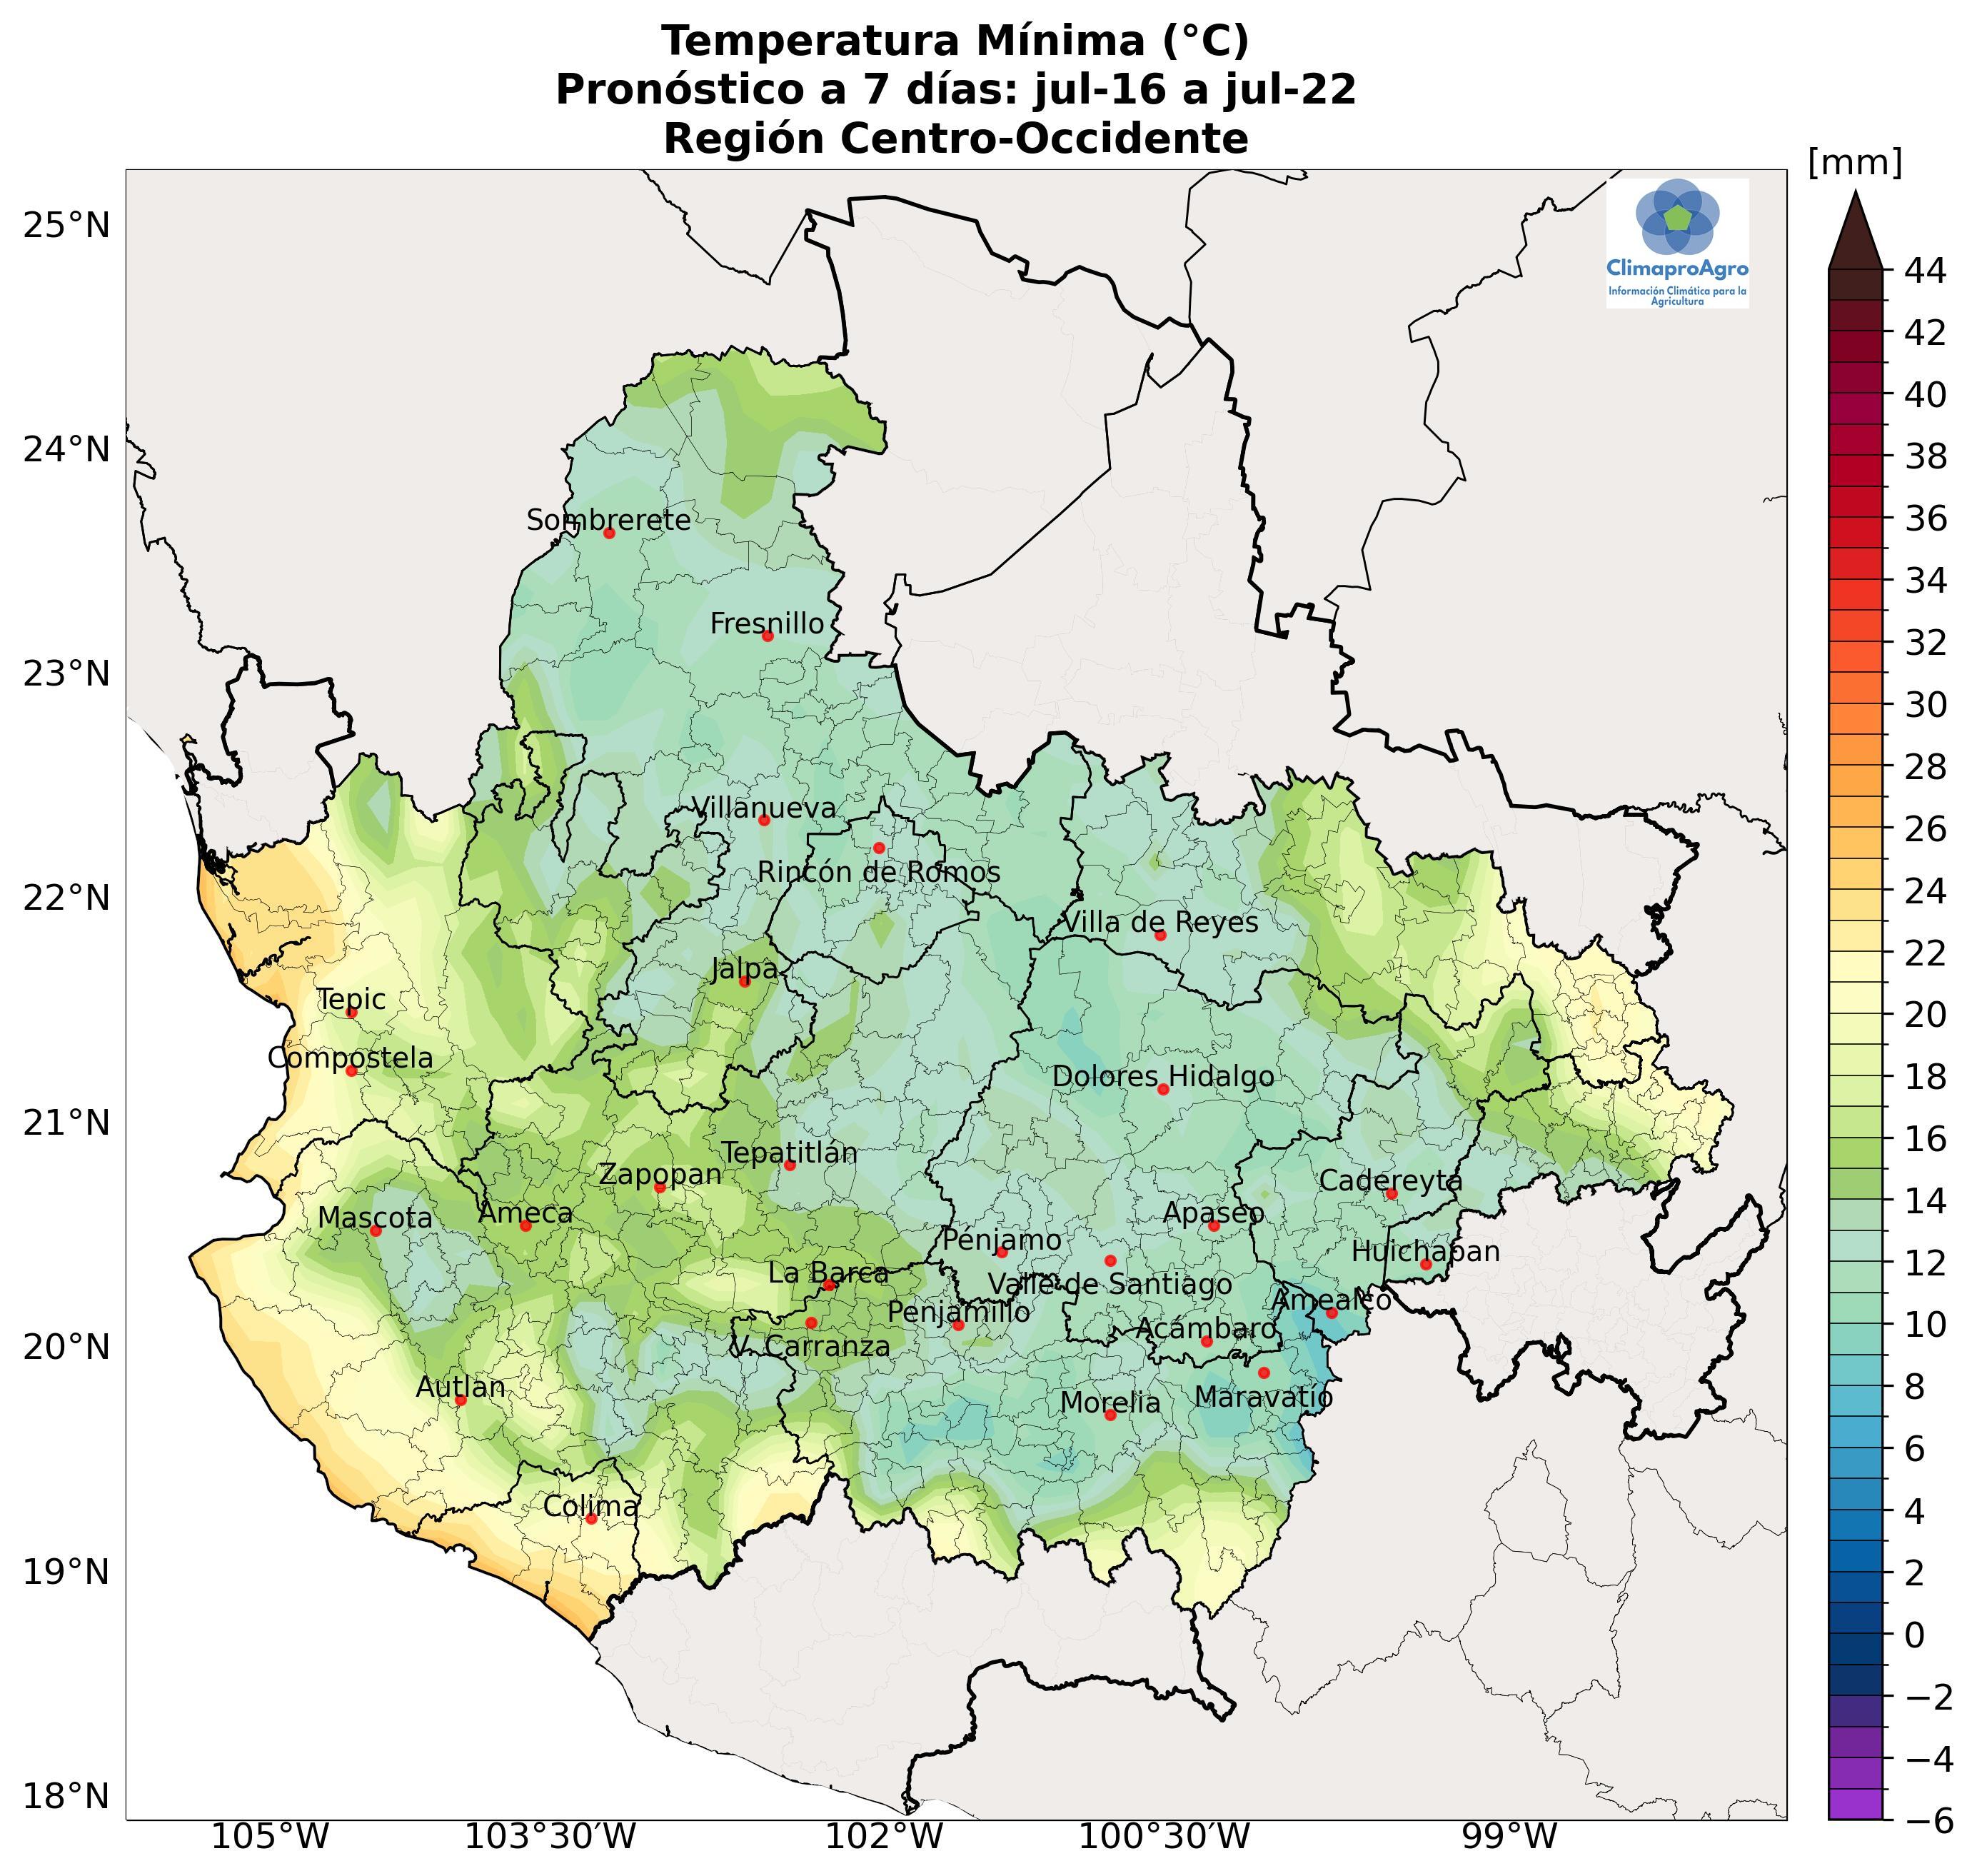 Temperatura Mínima (°C)
Pronóstico a 7 días: jul-16 a jul-22
Región Centro-Occidente
[mm]
ClimaproAgro
Información Climática para la
Agricultura
25°N
24°N
23°N
22°N
21°N
20°N
19°N
18°N
Sombrerete
Fresnillo
Villanueva
Rincón de Romos
Villa de Reyes
Jalpa
Tepic
Compostela
Dolores Hidalgo
Tepatitlán
Zapopan
Cadereyta
Mascota
Ameca
Apaseo
Pénjamo
Huichapan
La Barca
Valle de Santiago
Amealco
Penjamillo
Acámbaro
V. Carranza
Autlan
Maravatío
Morelia
Colima
105°W
103°30′W
102°W
100°30′W
99°W
44
42
40
38
36
34
32
30
28
26
24
22
20
18
16
14
12
10
8
6
4
2
0
−2
−4
−6